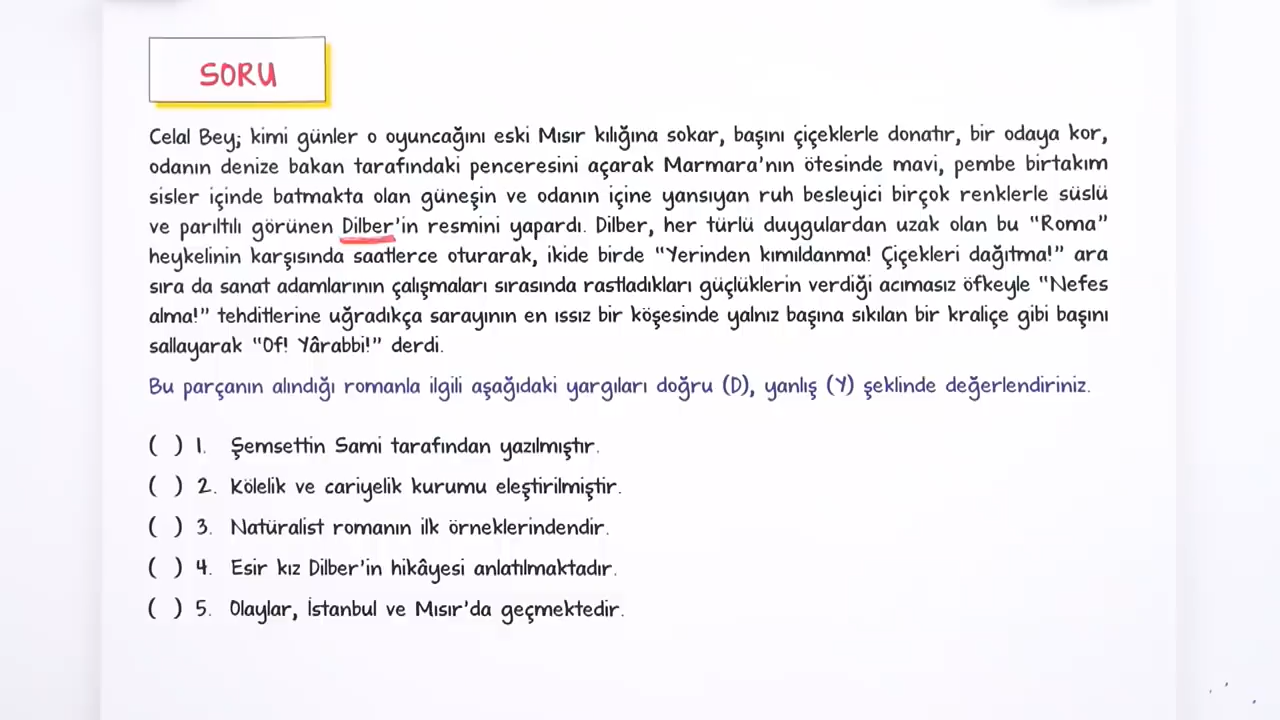 SORU
Celal Bey; kimi günler o oyuncağını eski Mısır kılığına sokar, başını çiçeklerle donatır, bir odaya kor,
odanın denize bakan tarafındaki penceresini açarak Marmara'nın ötesinde mavi, pembe birtakım
sisler içinde batmakta olan güneşin ve odanın içine yansıyan ruh besleyici birçok renklerle süslü
ve parıltılı görünen Dilber'in resmini yapardı. Dilber, her türlü duygulardan uzak olan bu "Roma"
heykelinin karşısında saatlerce oturarak, ikide birde "Yerinden kımıldanma! Çiçekleri dağıtma!" ara
sıra da sanat adamlarının çalışmaları sırasında rastladıkları güçlüklerin verdiği acımasız öfkeyle "Nefes
alma!" tehditlerine uğradıkça sarayının en ıssız bir köşesinde yalnız başına sıkılan bir kraliçe gibi başını
sallayarak "Of! Yârabbi!" derdi.
Bu parçanın alındığı romanla ilgili aşağıdaki yargıları doğru (D), yanlış (Y) şeklinde değerlendiriniz.
( ) 1. Şemsettin Sami tarafından yazılmıştır.
( ) 2. Kölelik ve cariyelik kurumu eleştirilmiştir.
( ) 3. Natüralist romanın ilk örneklerindendir.
( ) 4. Esir kız Dilber'in hikâyesi anlatılmaktadır.
( ) 5. Olaylar, İstanbul ve Mısır'da geçmektedir.